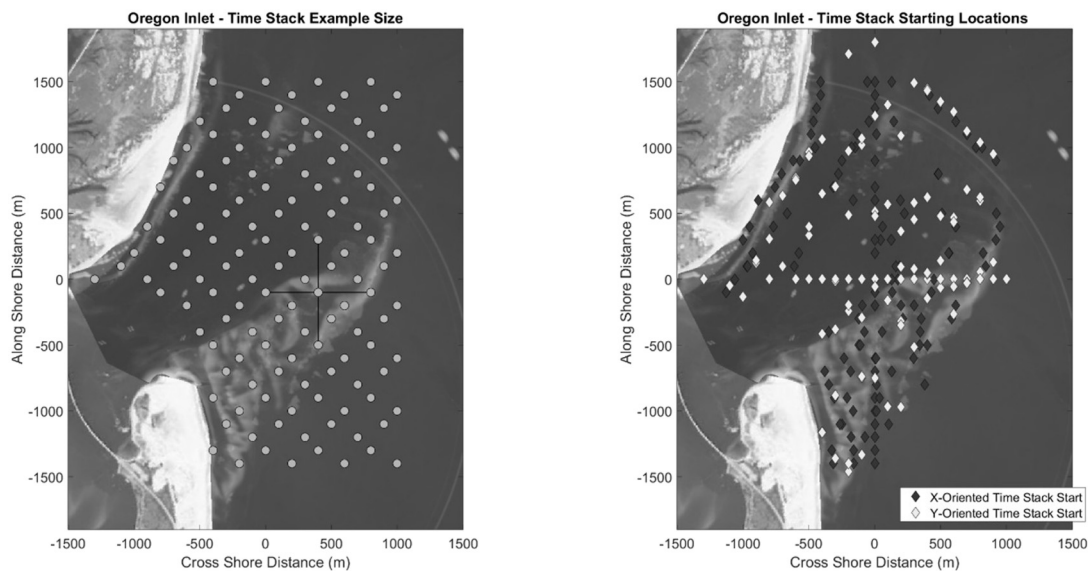 Oregon Inlet - Time Stack Example Size
1500
1000
500
0
-500
-1000
-1500
Along Shore Distance (m)
-1500 -1000 -500 0 500 1000 1500
Cross Shore Distance (m)
Oregon Inlet - Time Stack Starting Locations
1500
1000
500
0
-500
-1000
-1500
Along Shore Distance (m)
X-Oriented Time Stack Start
Y-Oriented Time Stack Start
-1500 -1000 -500 0 500 1000 1500
Cross Shore Distance (m)